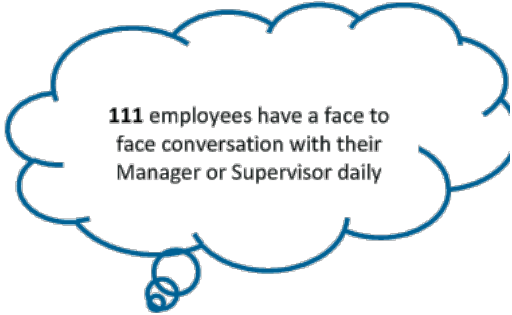 111 employees have a face to
face conversation with their
Manager or Supervisor daily